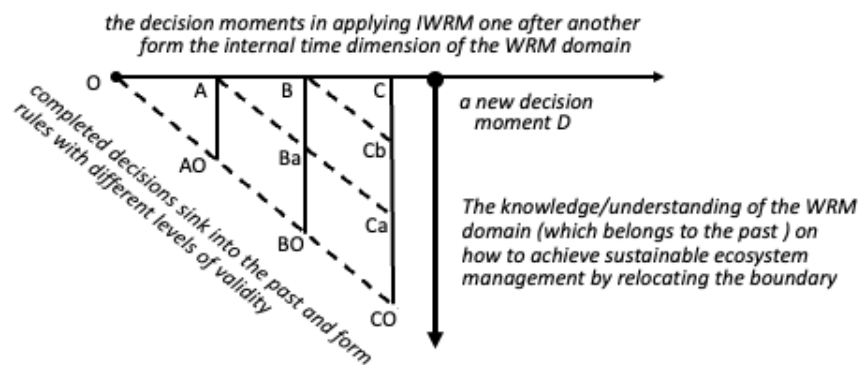 the decision moments in applying IWRM one after another
form the internal time dimension of the WRM domain
O
A
B
C
a new decision
moment D
AO
Ba
Cb
BO
Ca
CO
completed decisions sink into the past and form
rules with different levels of validity
The knowledge/understanding of the WRM
domain (which belongs to the past ) on
how to achieve sustainable ecosystem
management by relocating the boundary